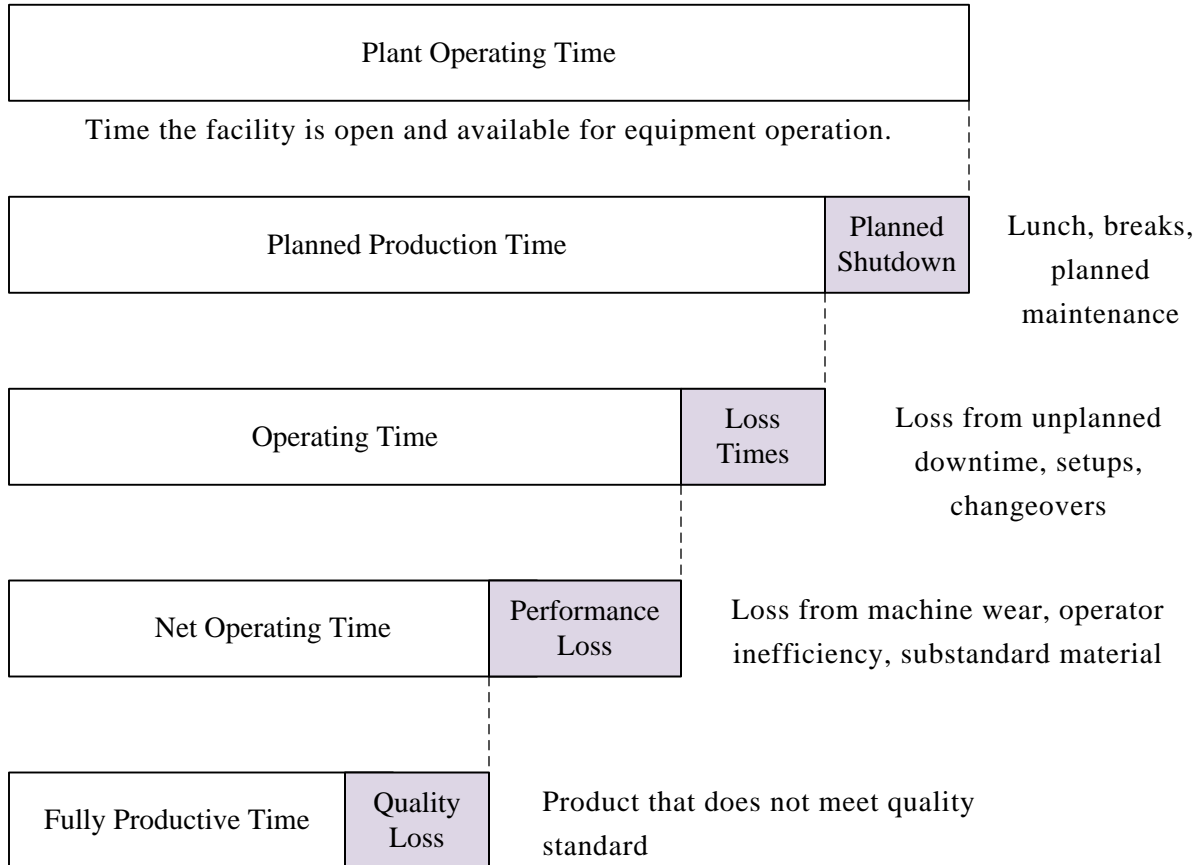 Plant Operating Time
Time the facility is open and available for equipment operation.
Planned Production Time
Planned
Shutdown
Lunch, breaks,
planned
maintenance
Operating Time
Loss
Times
Loss from unplanned
downtime, setups,
changeovers
Net Operating Time
Performance
Loss
Loss from machine wear, operator
inefficiency, substandard material
Fully Productive Time
Quality
Loss
Product that does not meet quality
standard